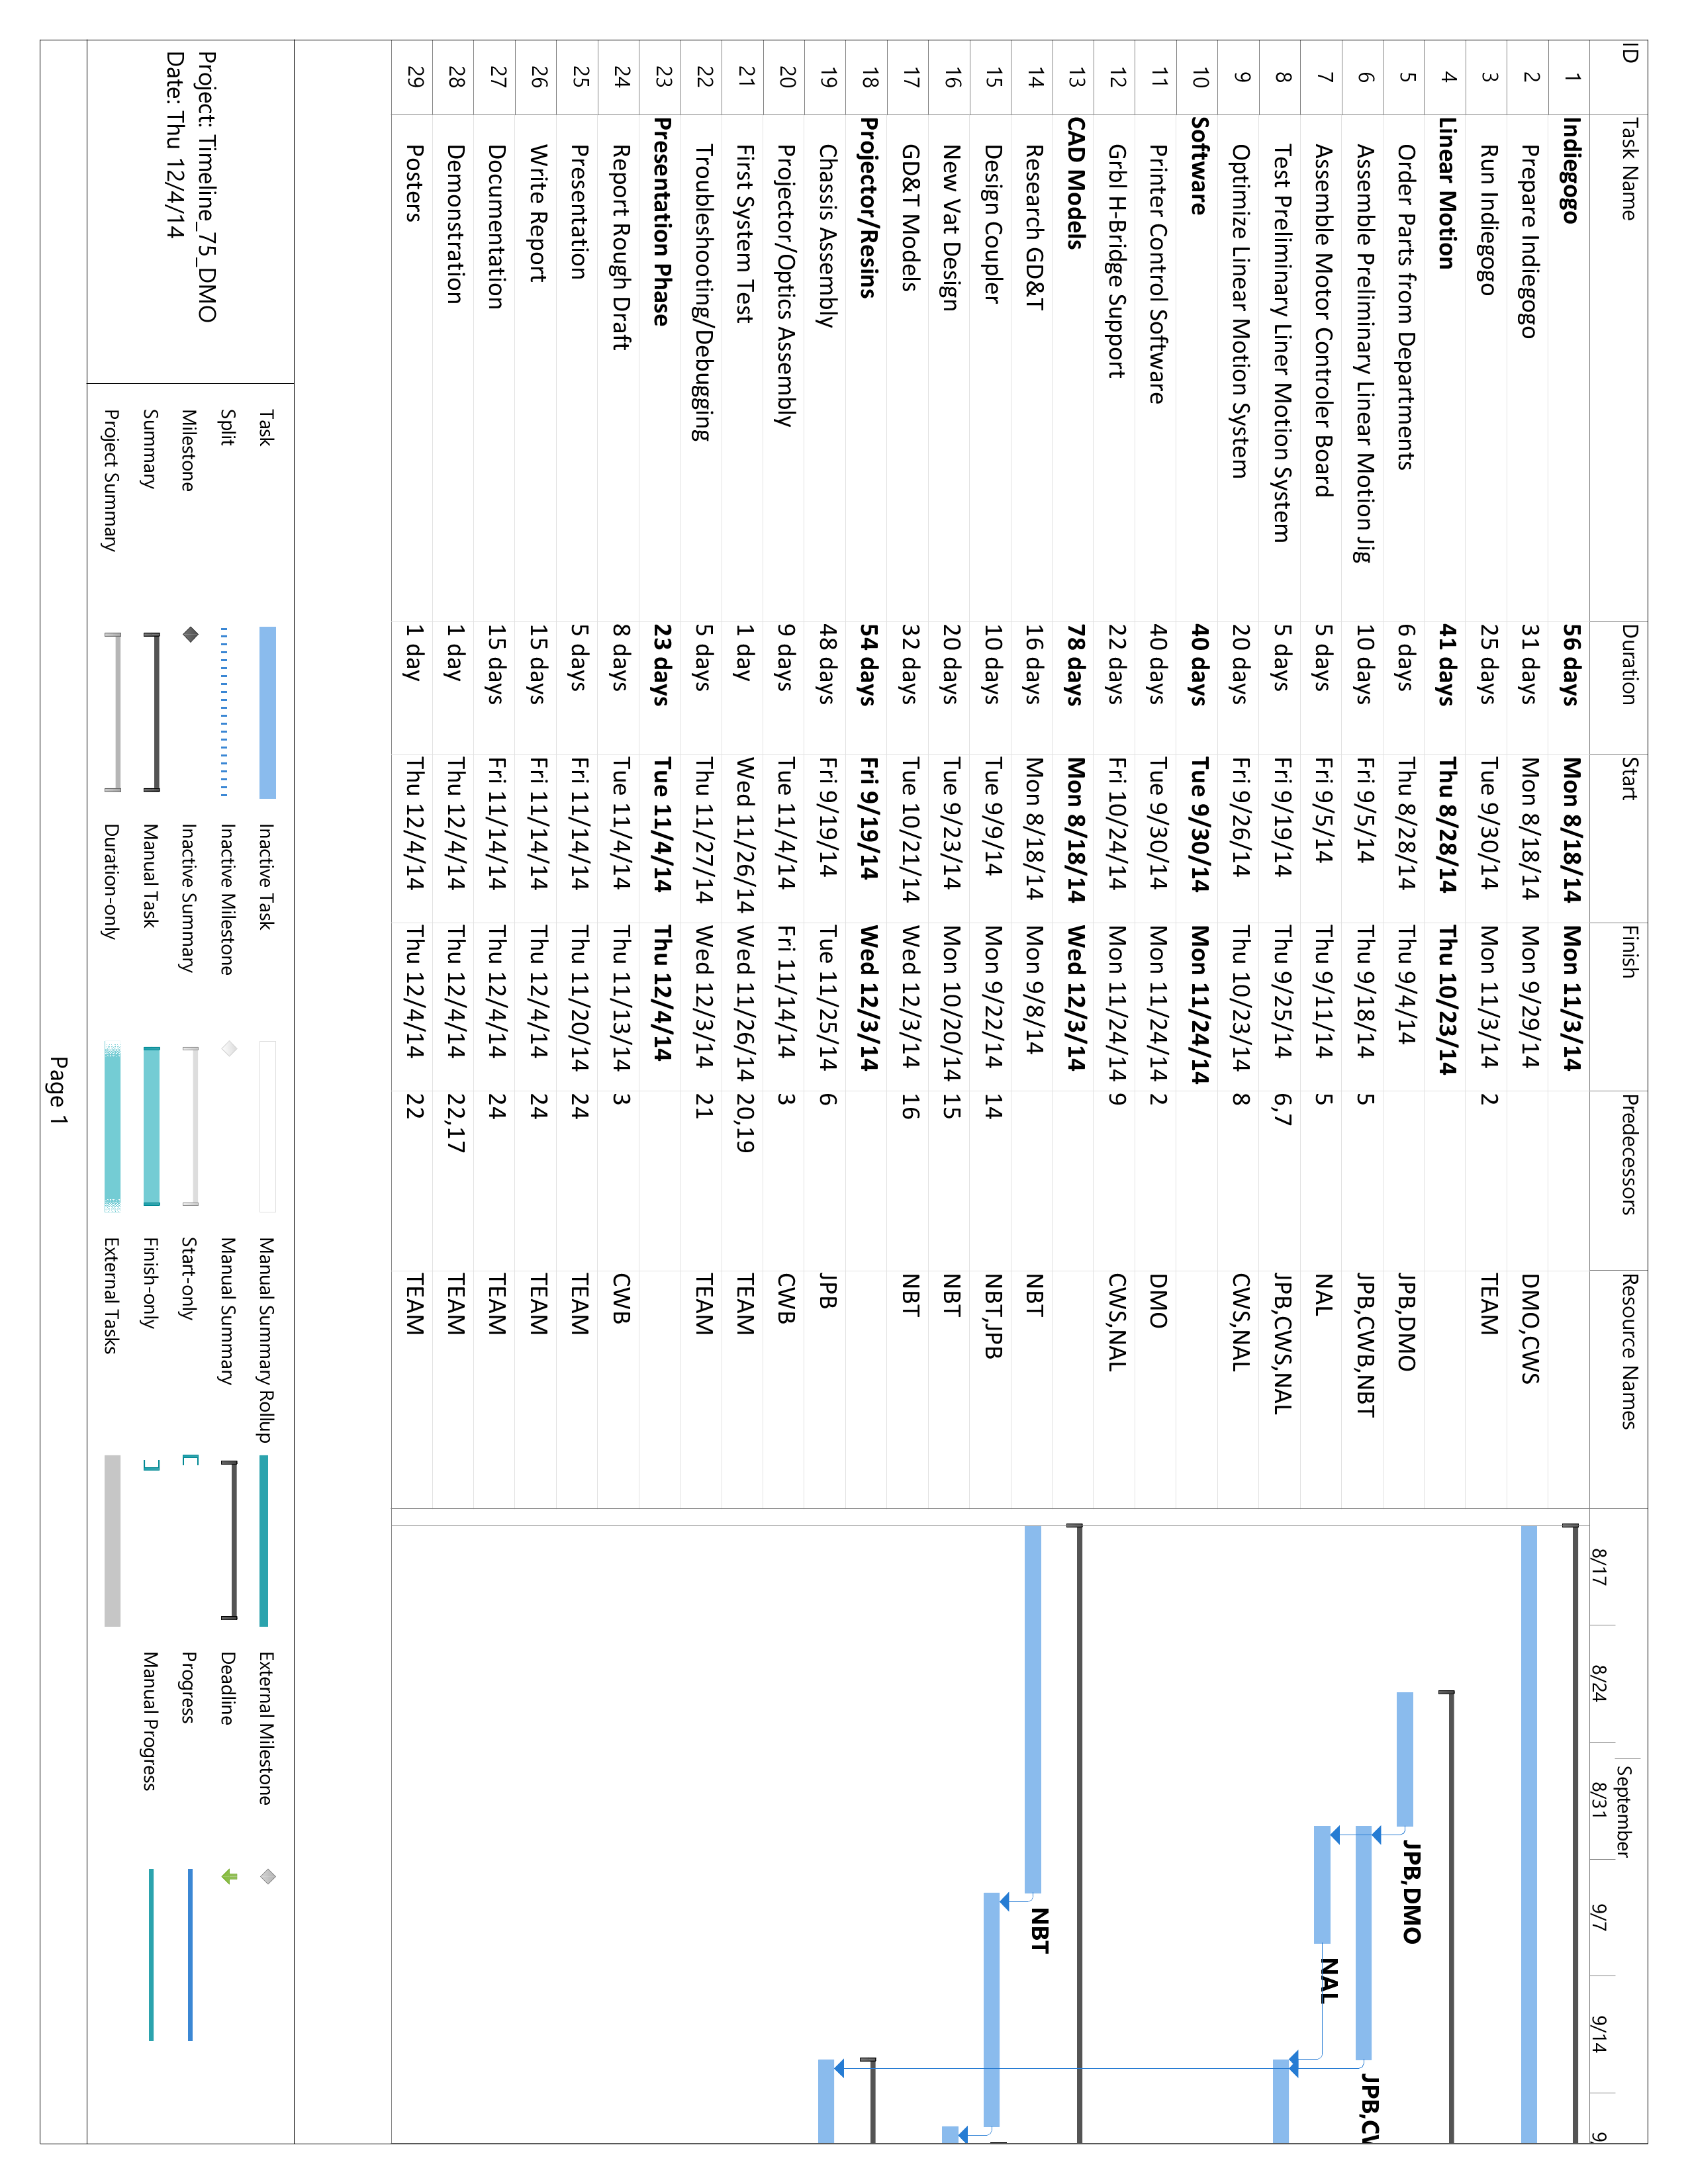 ID Task Name Duration Start Finish Predecessors Resource Names
September
8/17 8/24 8/31 9/7 9/14 9
1 Indiegogo 56 days Mon 8/18/14 Mon 11/3/14
2 Prepare Indiegogo 31 days Mon 8/18/14 Mon 9/29/14 DMO,CWS
3 Run Indiegogo 25 days Tue 9/30/14 Mon 11/3/14 2 TEAM
4 Linear Motion 41 days Thu 8/28/14 Thu 10/23/14
5 Order Parts from Departments 6 days Thu 8/28/14 Thu 9/4/14 JPB,DMO JPB,DMO
6 Assemble Preliminary Linear Motion Jig 10 days Fri 9/5/14 Thu 9/18/14 5 JPB,CWB,NBT JPB,CW
7 Assemble Motor Controler Board 5 days Fri 9/5/14 Thu 9/11/14 5 NAL NAL
8 Test Preliminary Liner Motion System 5 days Fri 9/19/14 Thu 9/25/14 6,7 JPB,CWS,NAL
9 Optimize Linear Motion System 20 days Fri 9/26/14 Thu 10/23/14 8 CWS,NAL
10 Software 40 days Tue 9/30/14 Mon 11/24/14
11 Printer Control Software 40 days Tue 9/30/14 Mon 11/24/14 2 DMO
12 Grbl H-Bridge Support 22 days Fri 10/24/14 Mon 11/24/14 9 CWS,NAL
13 CAD Models 78 days Mon 8/18/14 Wed 12/3/14
14 Research GD&T 16 days Mon 8/18/14 Mon 9/8/14 NBT NBT
15 Design Coupler 10 days Tue 9/9/14 Mon 9/22/14 14 NBT,JPB
16 New Vat Design 20 days Tue 9/23/14 Mon 10/20/14 15 NBT
17 GD&T Models 32 days Tue 10/21/14 Wed 12/3/14 16 NBT
18 Projector/Resins 54 days Fri 9/19/14 Wed 12/3/14
19 Chassis Assembly 48 days Fri 9/19/14 Tue 11/25/14 6 JPB
20 Projector/Optics Assembly 9 days Tue 11/4/14 Fri 11/14/14 3 CWB
21 First System Test 1 day Wed 11/26/14 Wed 11/26/14 20,19 TEAM
22 Troubleshooting/Debugging 5 days Thu 11/27/14 Wed 12/3/14 21 TEAM
23 Presentation Phase 23 days Tue 11/4/14 Thu 12/4/14
24 Report Rough Draft 8 days Tue 11/4/14 Thu 11/13/14 3 CWB
25 Presentation 5 days Fri 11/14/14 Thu 11/20/14 24 TEAM
26 Write Report 15 days Fri 11/14/14 Thu 12/4/14 24 TEAM
27 Documentation 15 days Fri 11/14/14 Thu 12/4/14 24 TEAM
28 Demonstration 1 day Thu 12/4/14 Thu 12/4/14 22,17 TEAM
29 Posters 1 day Thu 12/4/14 Thu 12/4/14 22 TEAM
Project: Timeline_75_DMO
Date: Thu 12/4/14
Task Inactive Task Manual Summary Rollup External Milestone
Split Inactive Milestone Manual Summary Deadline
Milestone Inactive Summary Start-only Progress
Summary Manual Task Finish-only Manual Progress
Project Summary Duration-only External Tasks
Page 1